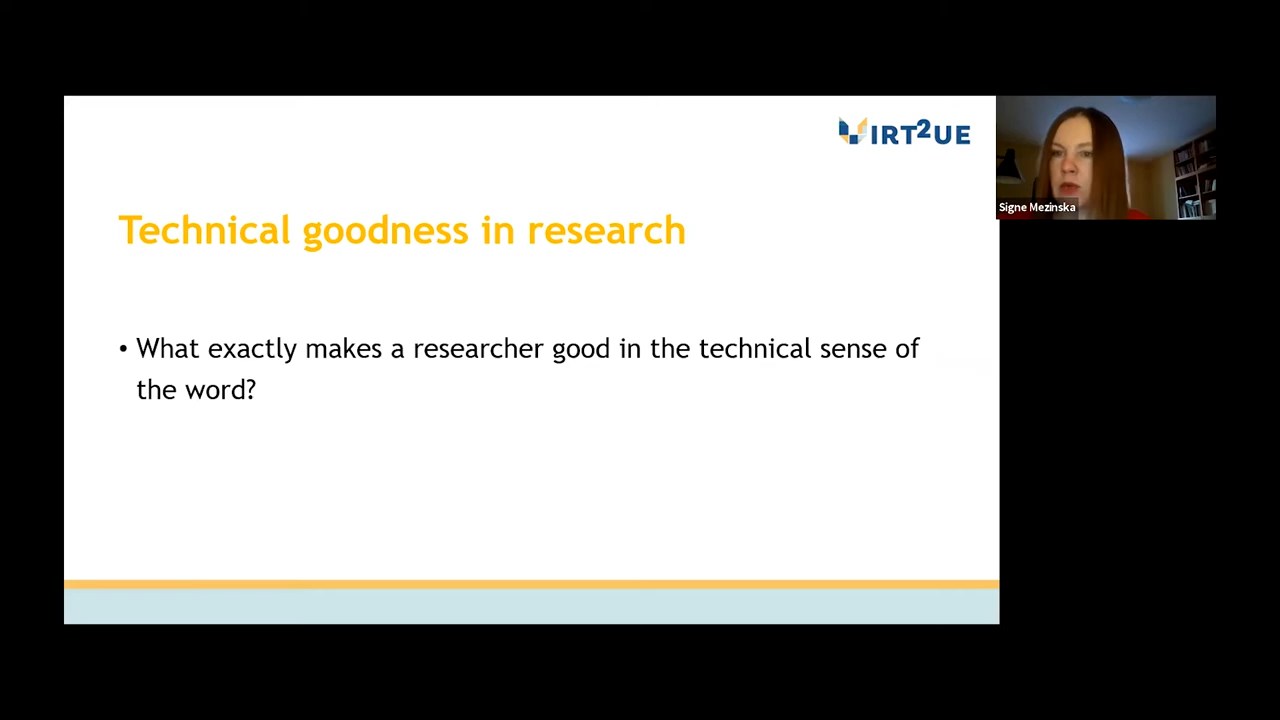 VIRT2UE
Signe Mezinska
Technical goodness in research
• What exactly makes a researcher good in the technical sense of
the word?